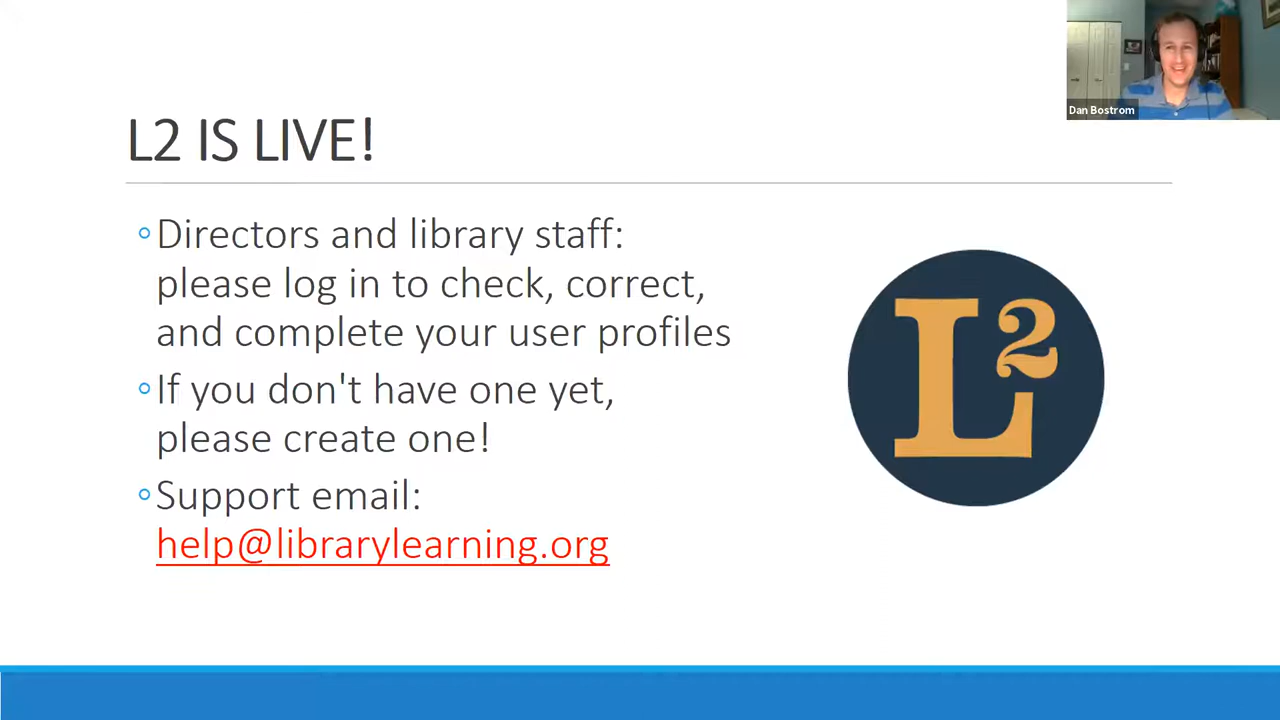 Dan Bostrom
L2 IS LIVE!
Directors and library staff:
please log in to check, correct,
and complete your user profiles
If you don't have one yet,
please create one!
Support email:
help@librarylearning.org
L2